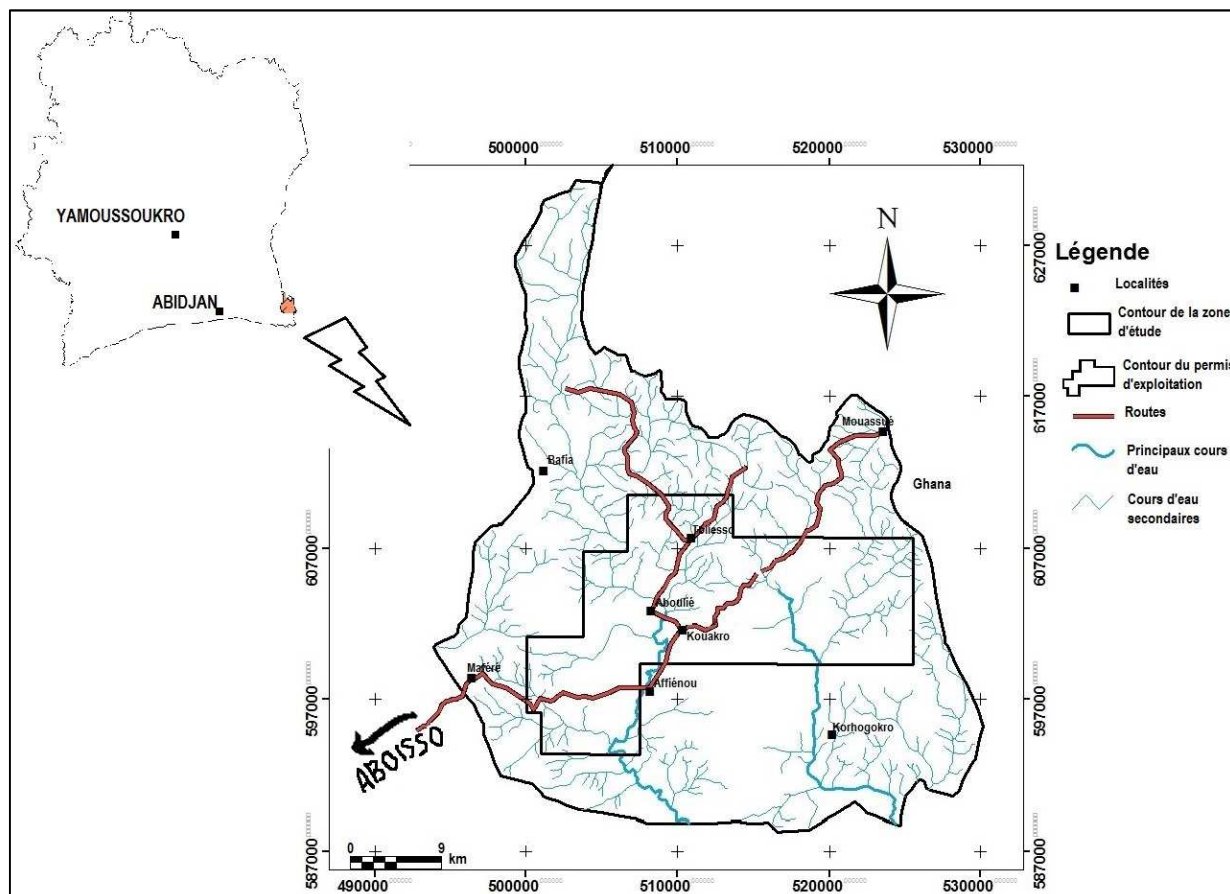 YAMOUSSOUKRO
ABIDJAN
500000
510000
520000
530000
N
627000
627000
617000
617000
607000
607000
597000
597000
587000
587000
Mouassué
Bafia
Ghana
Aboulié
Kouakro
Maféré
Affiénou
Korhogokro
ABOISSO
0 9
km
490000
500000
510000
520000
530000
Légende
Localités
Contour de la zone
d'étude
Contour du permis
d'exploitation
Routes
Principaux cours
d'eau
Cours d'eau
secondaires